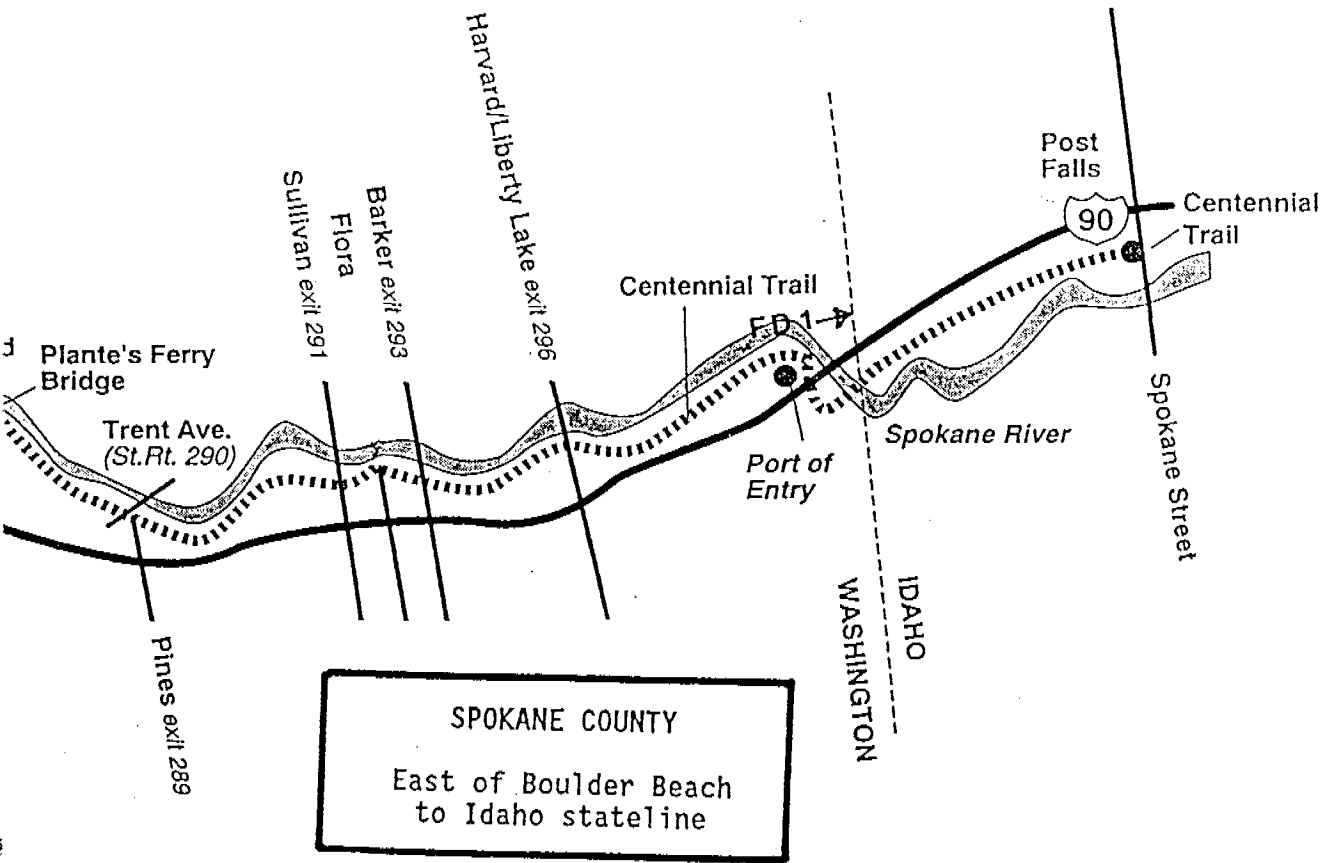 Harvard/Liberty Lake exit 296
Sullivan exit 291
Flora
Barker exit 293
Post
Falls
90
Centennial
Trail
Centennial Trail
Plante's Ferry
Bridge
Trent Ave.
(St.Rt. 290)
Spokane River
Port of
Entry
Spokane Street
WASHINGTON
IDAHO
Pines exit 289
SPOKANE COUNTY
East of Boulder Beach
to Idaho stateline